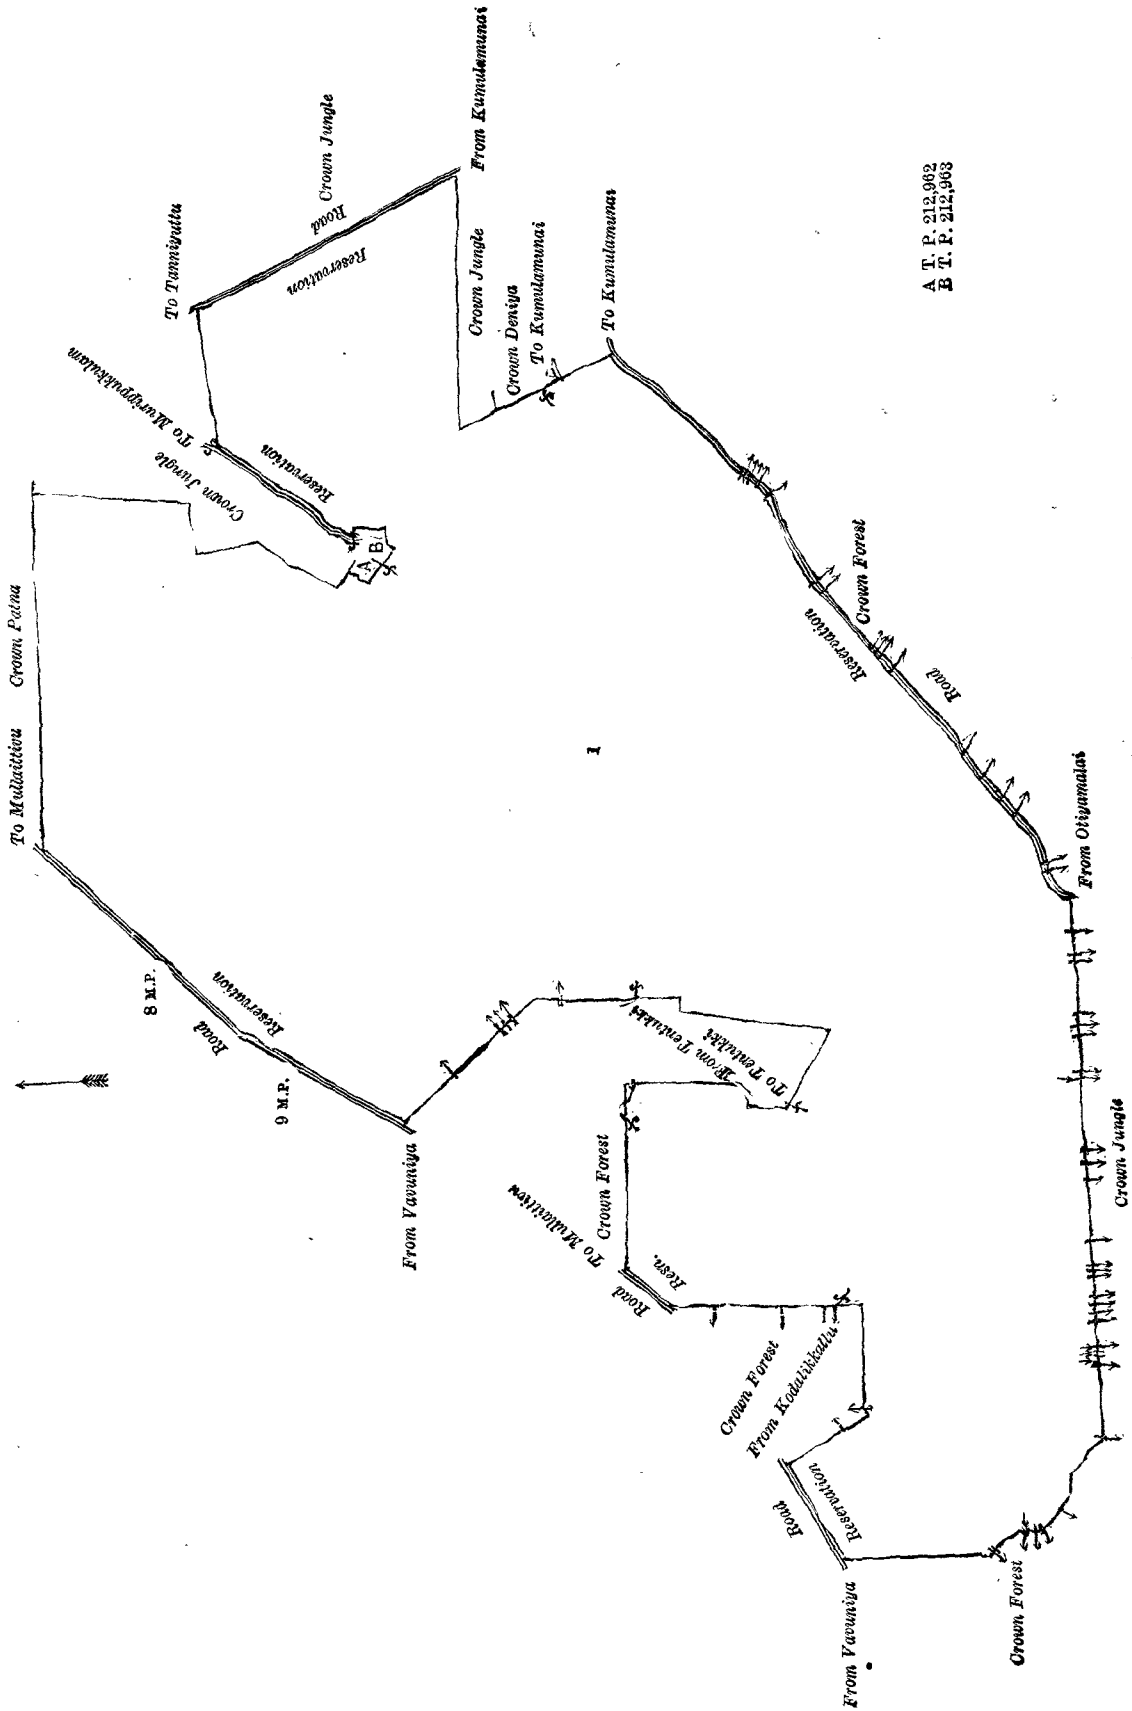 From Kumulamunai
Crown Jungle
Road
Reservation
To Tanniyuttu
To Murippukkulam
Crown Jungle
Reservation
A
B
Crown Jungle
Crown Deniya
To Kumulamunai
To Kumulamunai
Crown Patna
To Mullaittivu
8 M.P.
Road
Reservation
9 M.P.
From Vavuniya
1
Reservation
Crown Forest
Road
From Otiyamalai
A T. P. 212,962
B T. P. 212,963
From Tentukki
To Tentukki
Crown Forest
To Mullaittivu
Road
Resn.
Crown Forest
From Kodalikkallu
Road
Reservation
From Vavuniya
Crown Forest
Crown Jungle